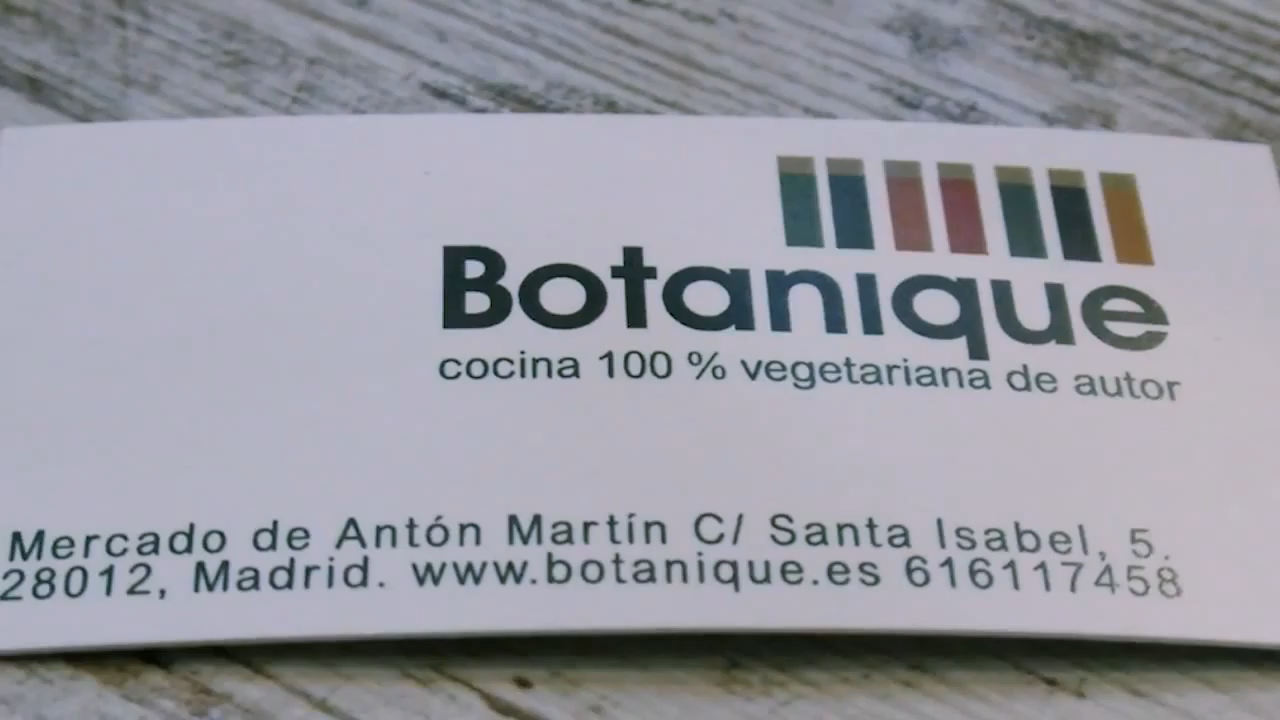 Botanique
cocina 100 % vegetariana de autor
Mercado de Antón Martín C/ Santa Isabel, 5.
28012, Madrid. www.botanique.es 616117458